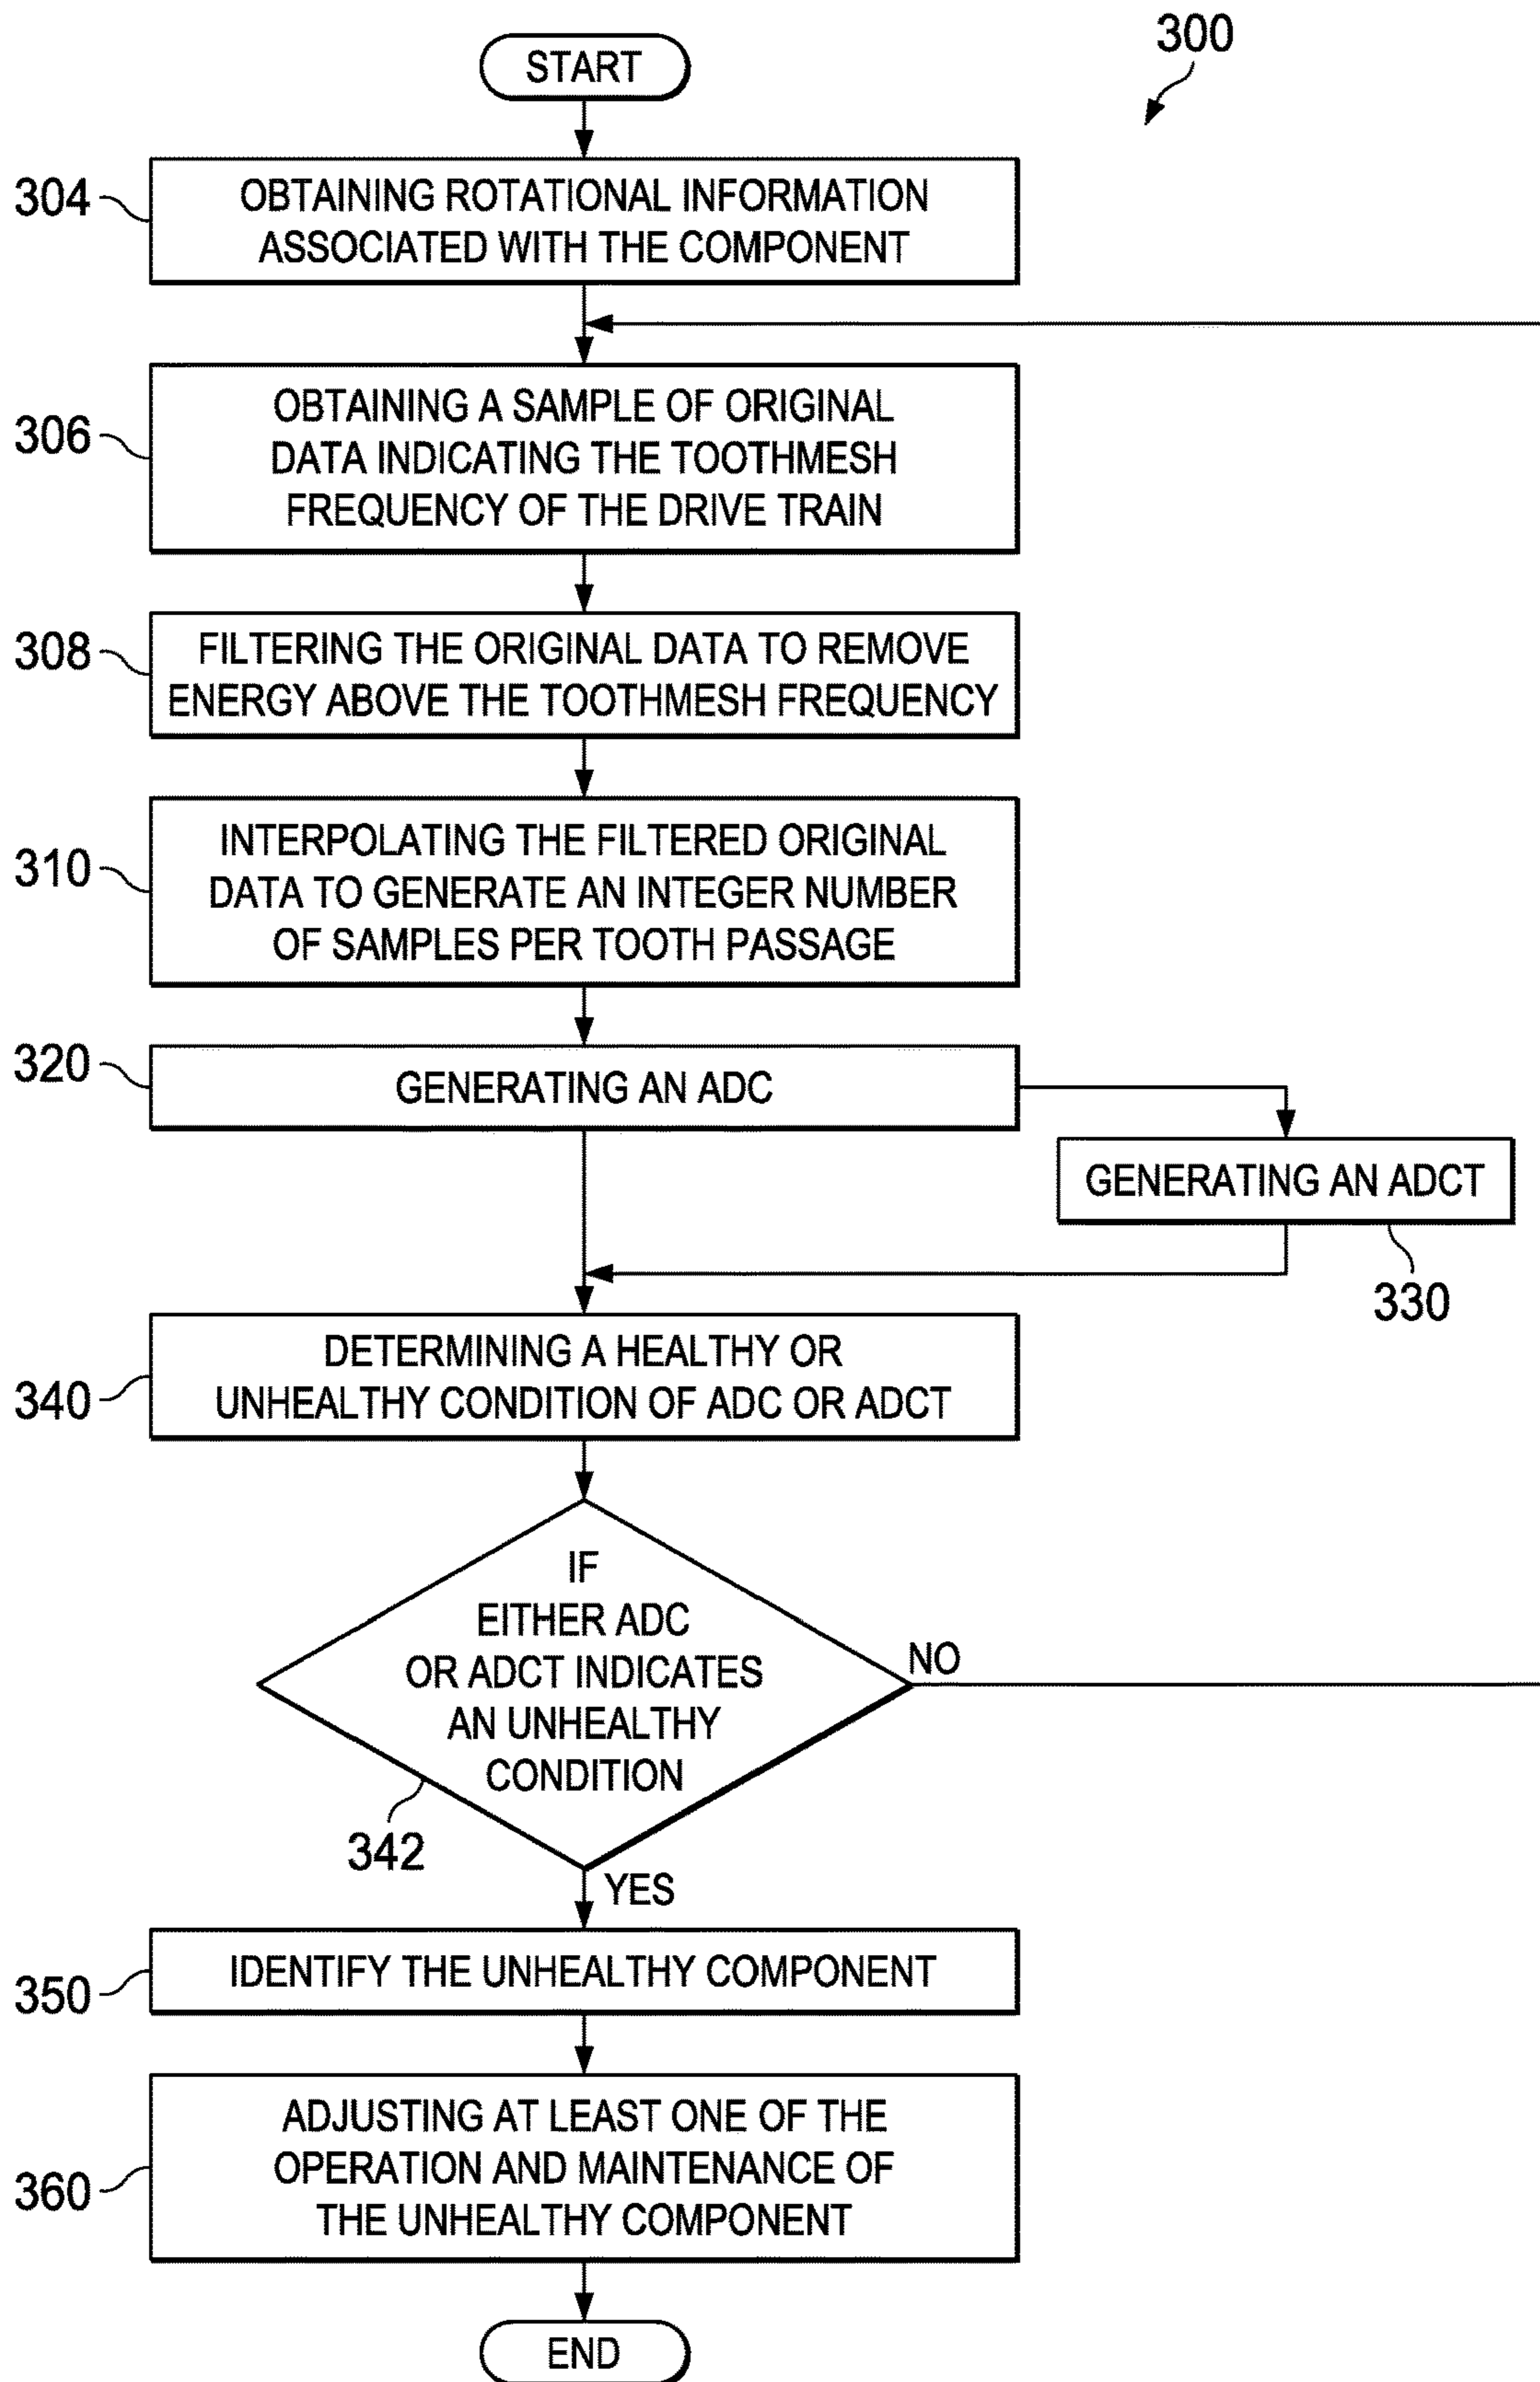 300
START
304
OBTAINING ROTATIONAL INFORMATION
ASSOCIATED WITH THE COMPONENT
306
OBTAINING A SAMPLE OF ORIGINAL
DATA INDICATING THE TOOTHMESH
FREQUENCY OF THE DRIVE TRAIN
308
FILTERING THE ORIGINAL DATA TO REMOVE
ENERGY ABOVE THE TOOTHMESH FREQUENCY
310
INTERPOLATING THE FILTERED ORIGINAL
DATA TO GENERATE AN INTEGER NUMBER
OF SAMPLES PER TOOTH PASSAGE
320
GENERATING AN ADC
GENERATING AN ADCT
330
340
DETERMINING A HEALTHY OR
UNHEALTHY CONDITION OF ADC OR ADCT
IF
EITHER ADC
OR ADCT INDICATES
AN UNHEALTHY
CONDITION
NO
342
YES
350
IDENTIFY THE UNHEALTHY COMPONENT
360
ADJUSTING AT LEAST ONE OF THE
OPERATION AND MAINTENANCE OF
THE UNHEALTHY COMPONENT
END